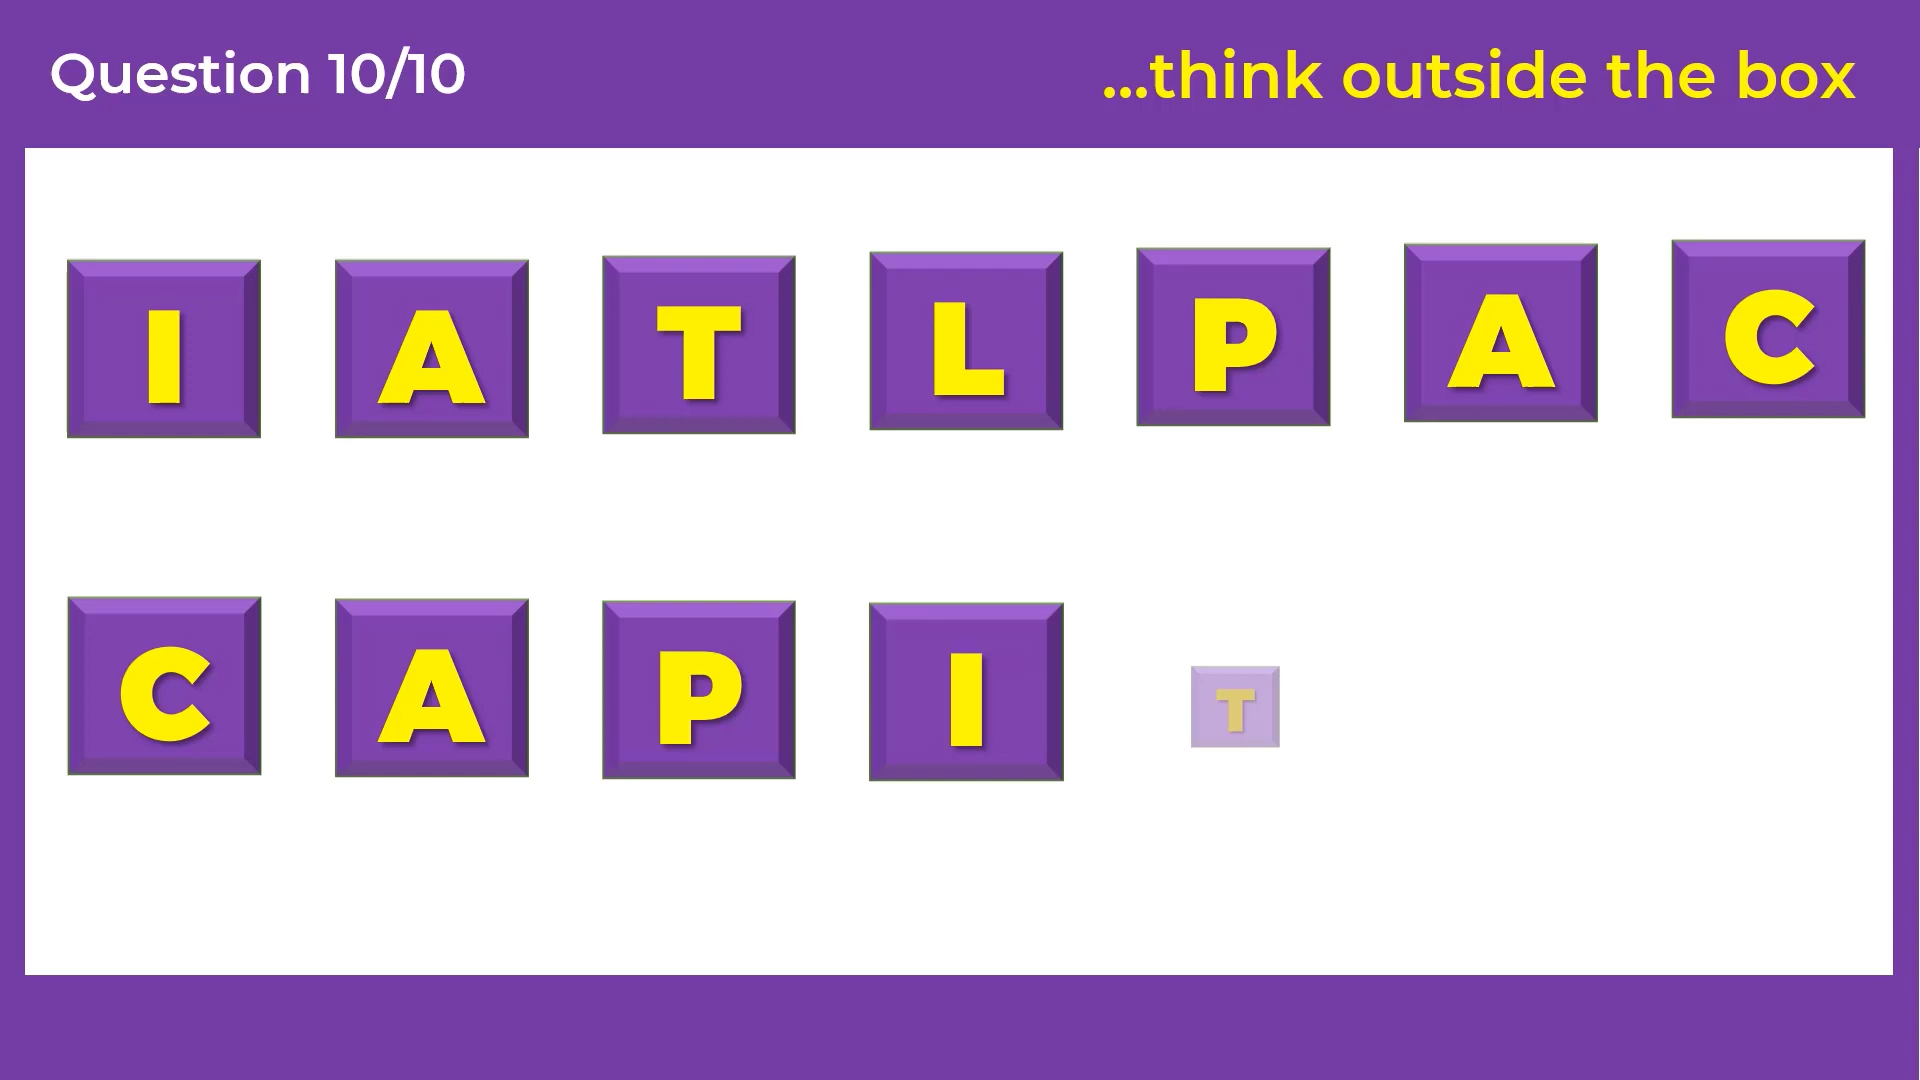 Question 10/10
...think outside the box
I A T L P A C
C A P I T